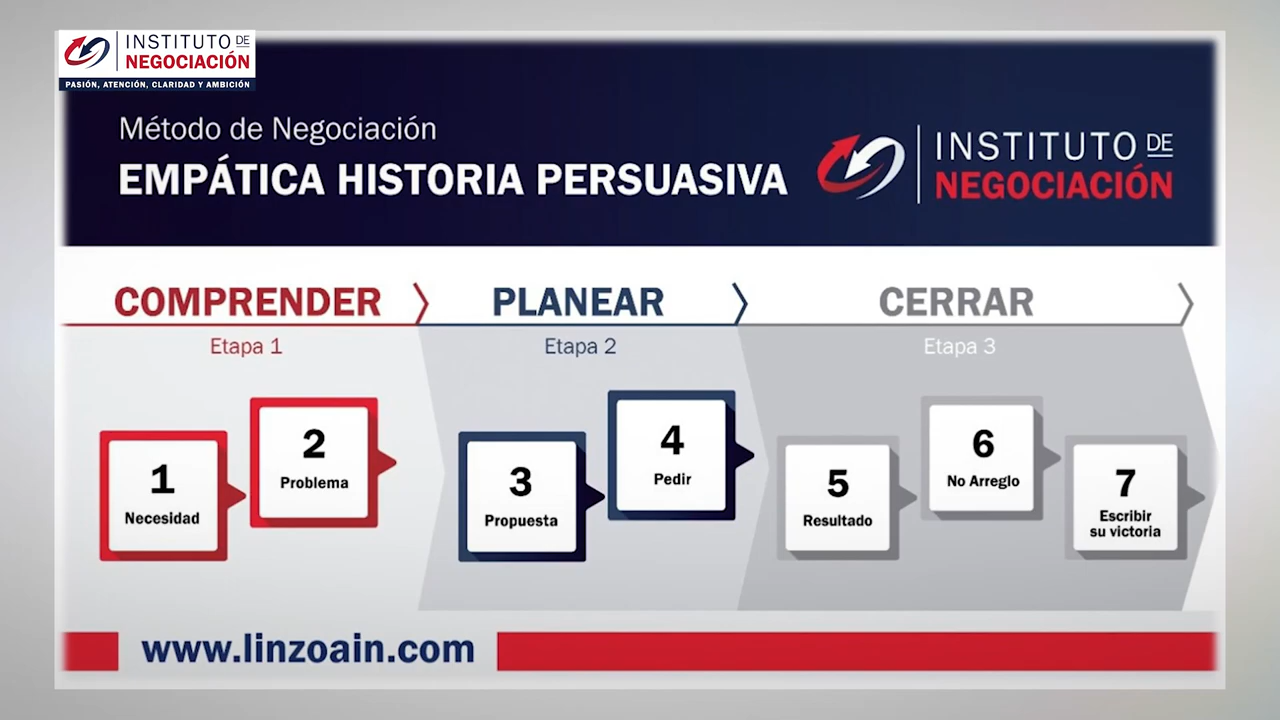 INSTITUTO DE
NEGOCIACIÓN
PASIÓN, ATENCIÓN, CLARIDAD Y AMBICIÓN
Método de Negociación
EMPÁTICA HISTORIA PERSUASIVA
INSTITUTO DE
NEGOCIACIÓN
COMPRENDER
Etapa 1
PLANEAR
Etapa 2
CERRAR
Etapa 3
1
Necesidad
2
Problema
3
Propuesta
4
Pedir
5
Resultado
6
No Arreglo
7
Escribir
su victoria
www.linzoain.com